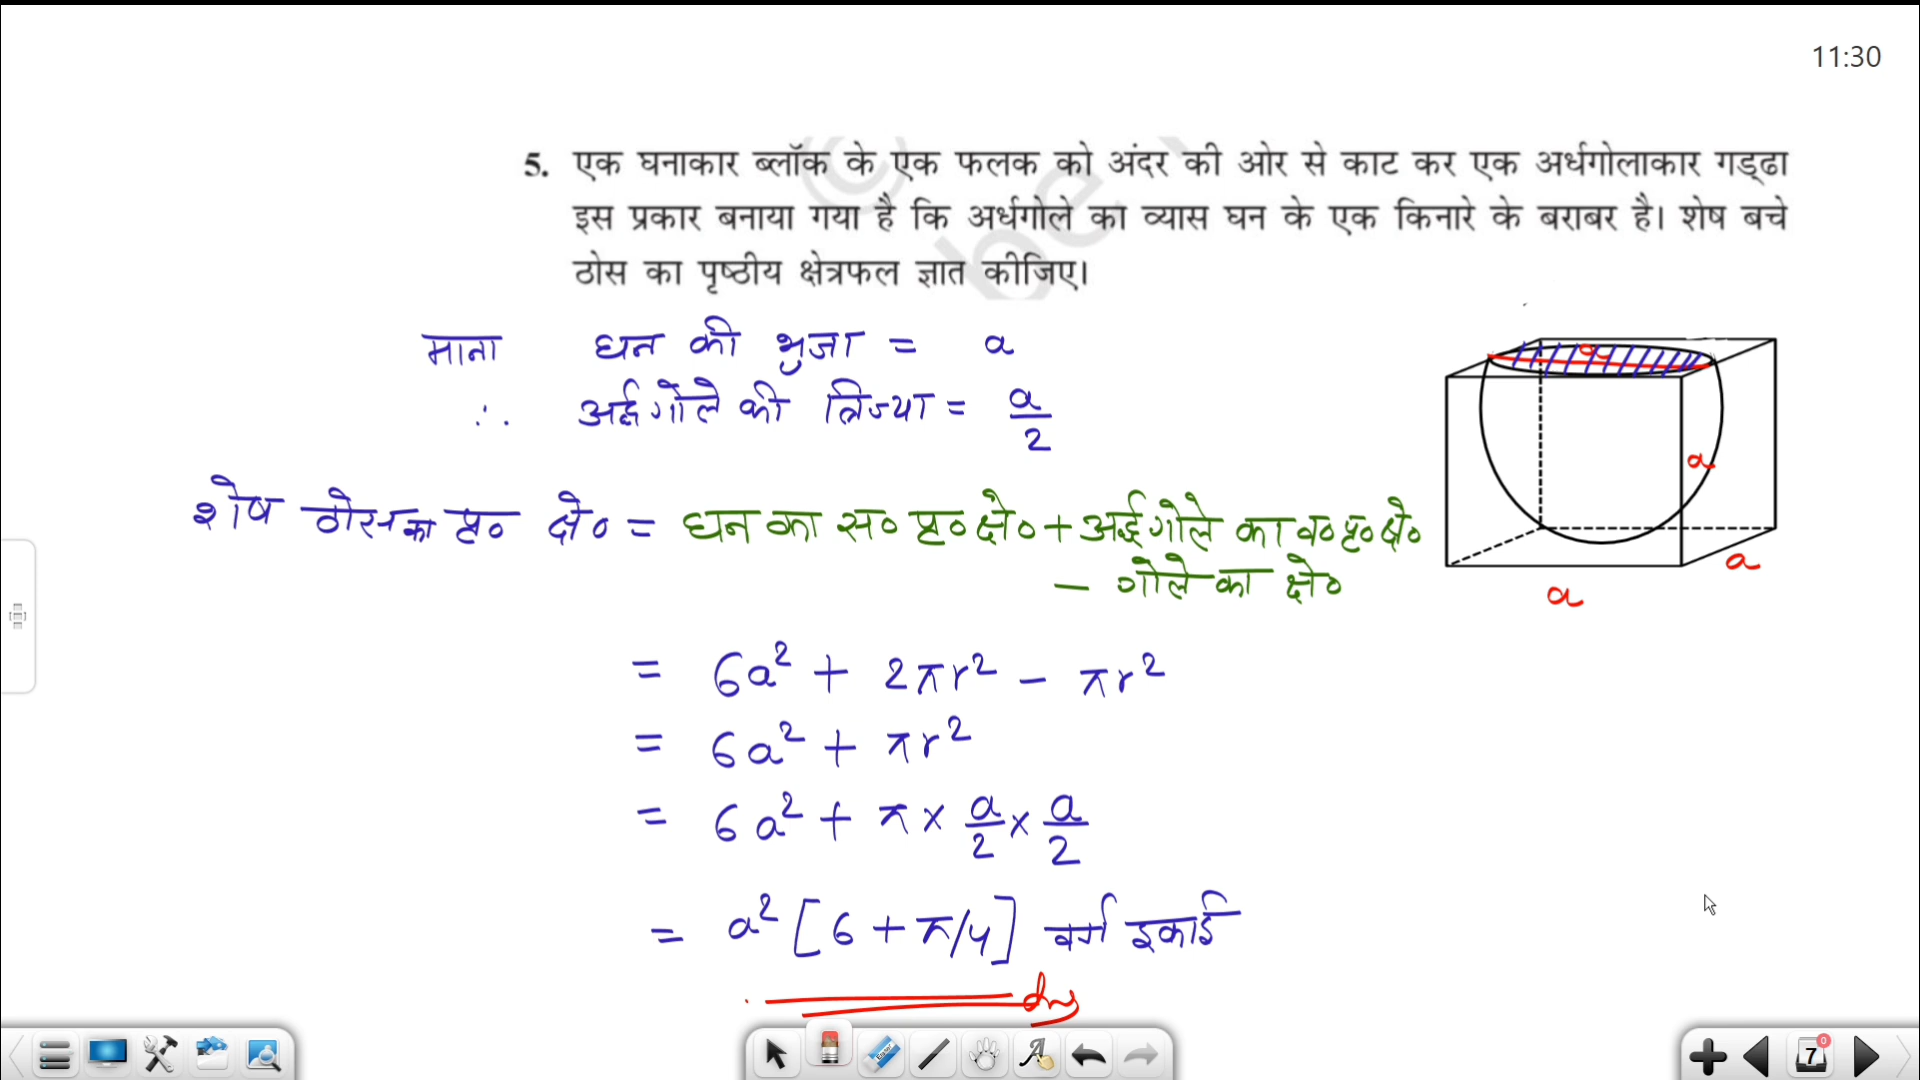 11:30
5. एक घनाकार ब्लॉक के एक फलक को अंदर की ओर से काट कर एक अर्धगोलाकार गड्ढा
इस प्रकार बनाया गया है कि अर्धगोले का व्यास घन के एक किनारे के बराबर है। शेष बचे
ठोस का पृष्ठीय क्षेत्रफल ज्ञात कीजिए।
माना घन की भुजा = a
∴ अर्द्धगोले की त्रिज्या = a/2
शेष ठोस का पृ० क्षे० = घन का स० पृ० क्षे० + अर्द्धगोले का व० पृ० क्षे०
− गोले का क्षे०
= 6a² + 2πr² − πr²
= 6a² + πr²
= 6a² + π × a/2 × a/2
= a² [6 + π/4] वर्ग इकाई
a
a
a
a
7
0